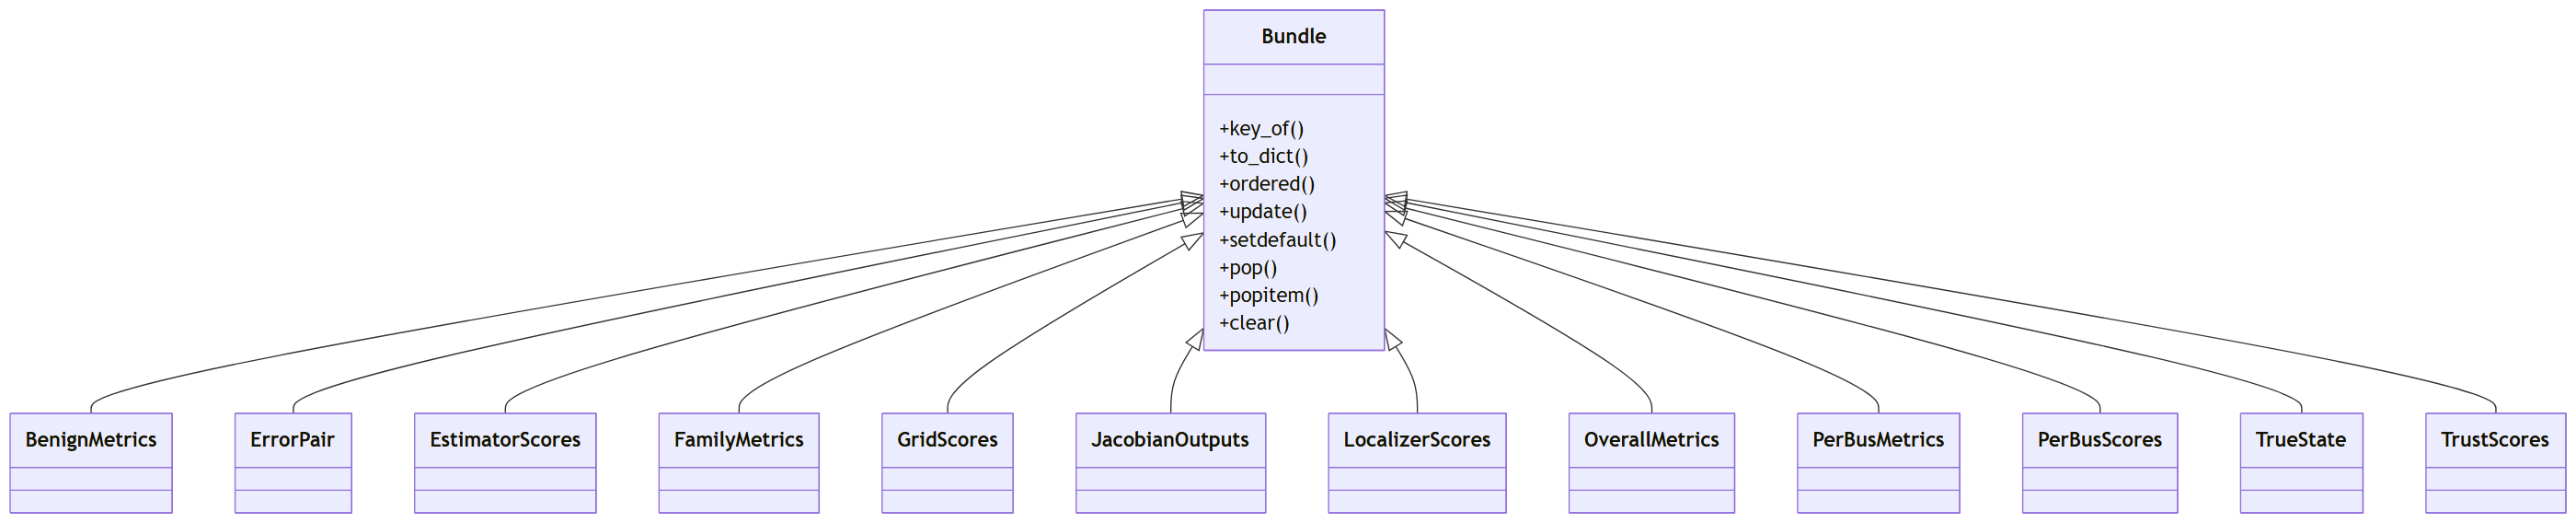 Bundle
+key_of()
+to_dict()
+ordered()
+update()
+setdefault()
+pop()
+popitem()
+clear()
BenignMetrics
ErrorPair
EstimatorScores
FamilyMetrics
GridScores
JacobianOutputs
LocalizerScores
OverallMetrics
PerBusMetrics
PerBusScores
TrueState
TrustScores